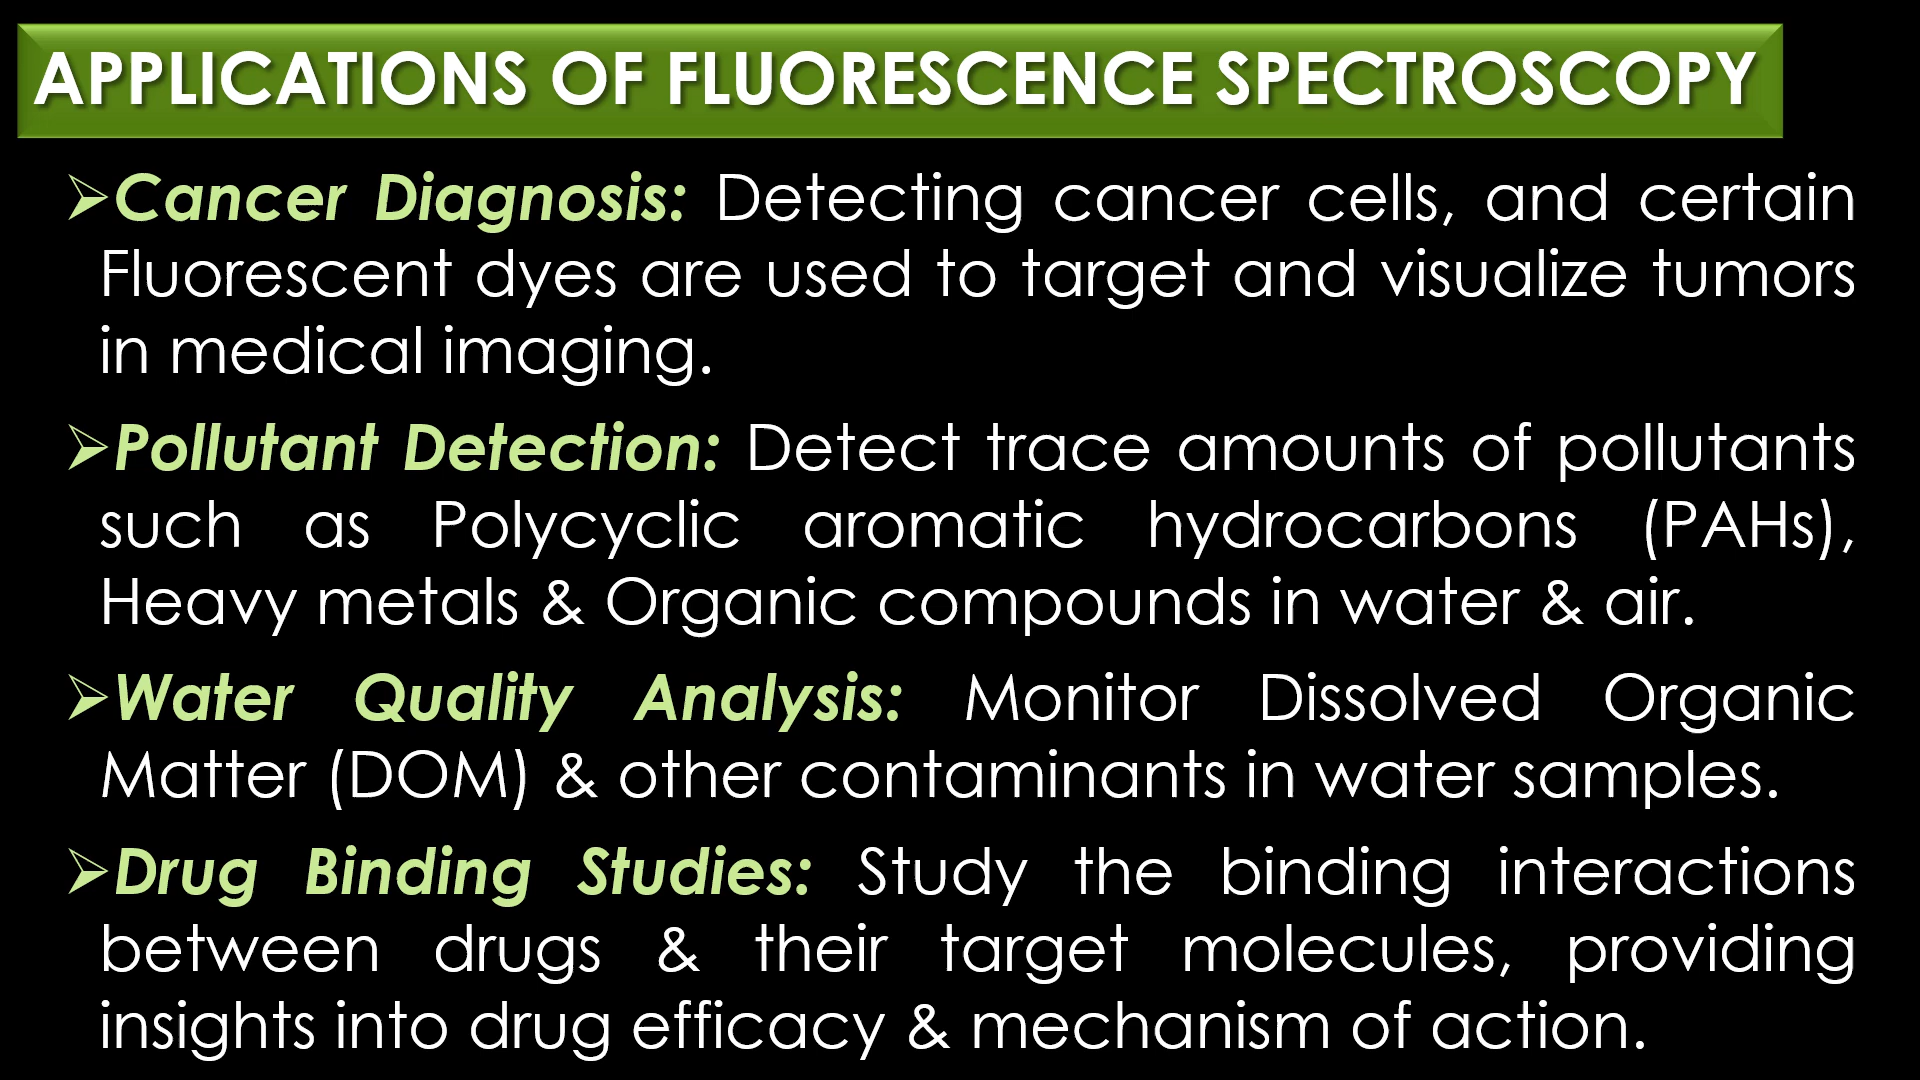 APPLICATIONS OF FLUORESCENCE SPECTROSCOPY
➢Cancer Diagnosis: Detecting cancer cells, and certain
Fluorescent dyes are used to target and visualize tumors
in medical imaging.
➢Pollutant Detection: Detect trace amounts of pollutants
such as Polycyclic aromatic hydrocarbons (PAHs),
Heavy metals & Organic compounds in water & air.
➢Water Quality Analysis: Monitor Dissolved Organic
Matter (DOM) & other contaminants in water samples.
➢Drug Binding Studies: Study the binding interactions
between drugs & their target molecules, providing
insights into drug efficacy & mechanism of action.